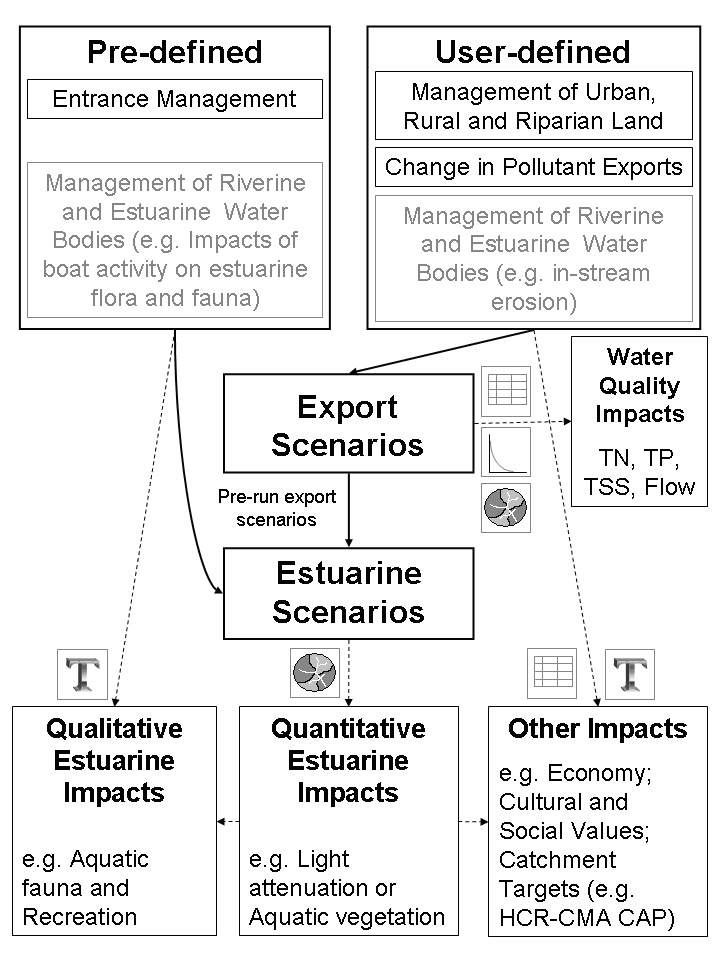 Pre-defined
Entrance Management
Management of Riverine
and Estuarine Water
Bodies (e.g. Impacts of
boat activity on estuarine
flora and fauna)
User-defined
Management of Urban,
Rural and Riparian Land
Change in Pollutant Exports
Management of Riverine
and Estuarine Water
Bodies (e.g. in-stream
erosion)
Water
Quality
Impacts
TN, TP,
TSS, Flow
Export
Scenarios
Pre-run export
scenarios
Estuarine
Scenarios
T
T
Qualitative
Estuarine
Impacts
e.g. Aquatic
fauna and
Recreation
Quantitative
Estuarine
Impacts
e.g. Light
attenuation or
Aquatic vegetation
Other Impacts
e.g. Economy;
Cultural and
Social Values;
Catchment
Targets (e.g.
HCR-CMA CAP)